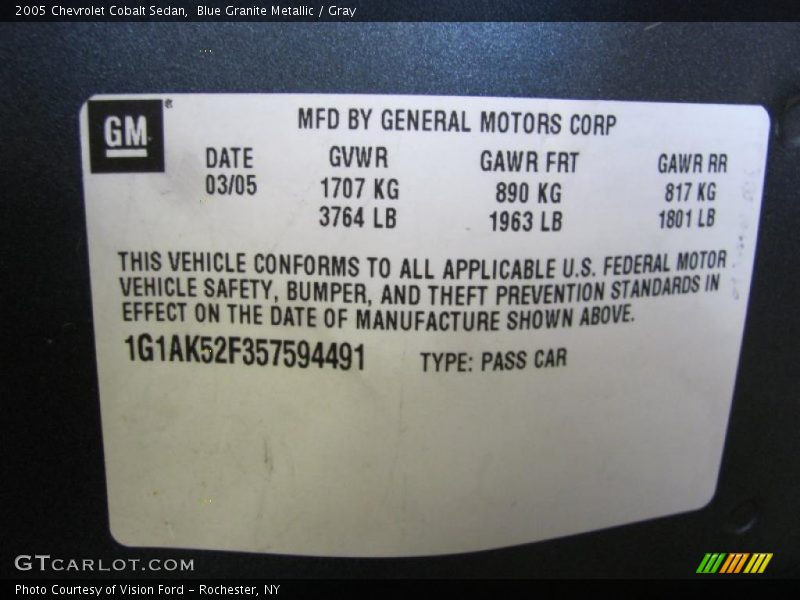 2005 Chevrolet Cobalt Sedan,  Blue Granite Metallic / Gray
GM®
MFD BY GENERAL MOTORS CORP
DATE GVWR GAWR FRT GAWR RR
03/05 1707 KG 890 KG 817 KG
3764 LB 1963 LB 1801 LB
THIS VEHICLE CONFORMS TO ALL APPLICABLE U.S. FEDERAL MOTOR
VEHICLE SAFETY, BUMPER, AND THEFT PREVENTION STANDARDS IN
EFFECT ON THE DATE OF MANUFACTURE SHOWN ABOVE.
1G1AK52F357594491 TYPE: PASS CAR
GTCARLOT.COM
Photo Courtesy of Vision Ford – Rochester, NY